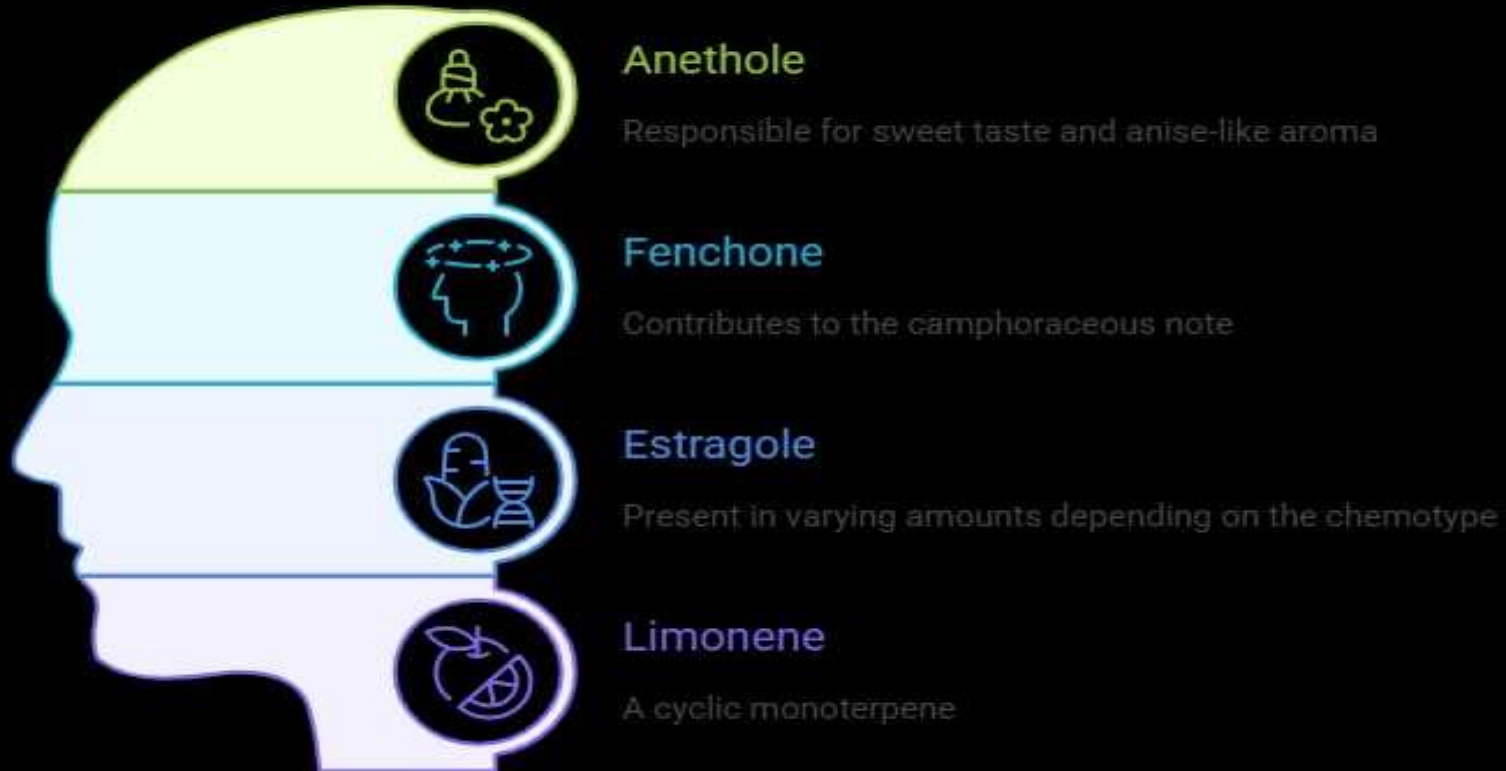 Anethole
Responsible for sweet taste and anise-like aroma
Fenchone
Contributes to the camphoraceous note
Estragole
Present in varying amounts depending on the chemotype
Limonene
A cyclic monoterpene